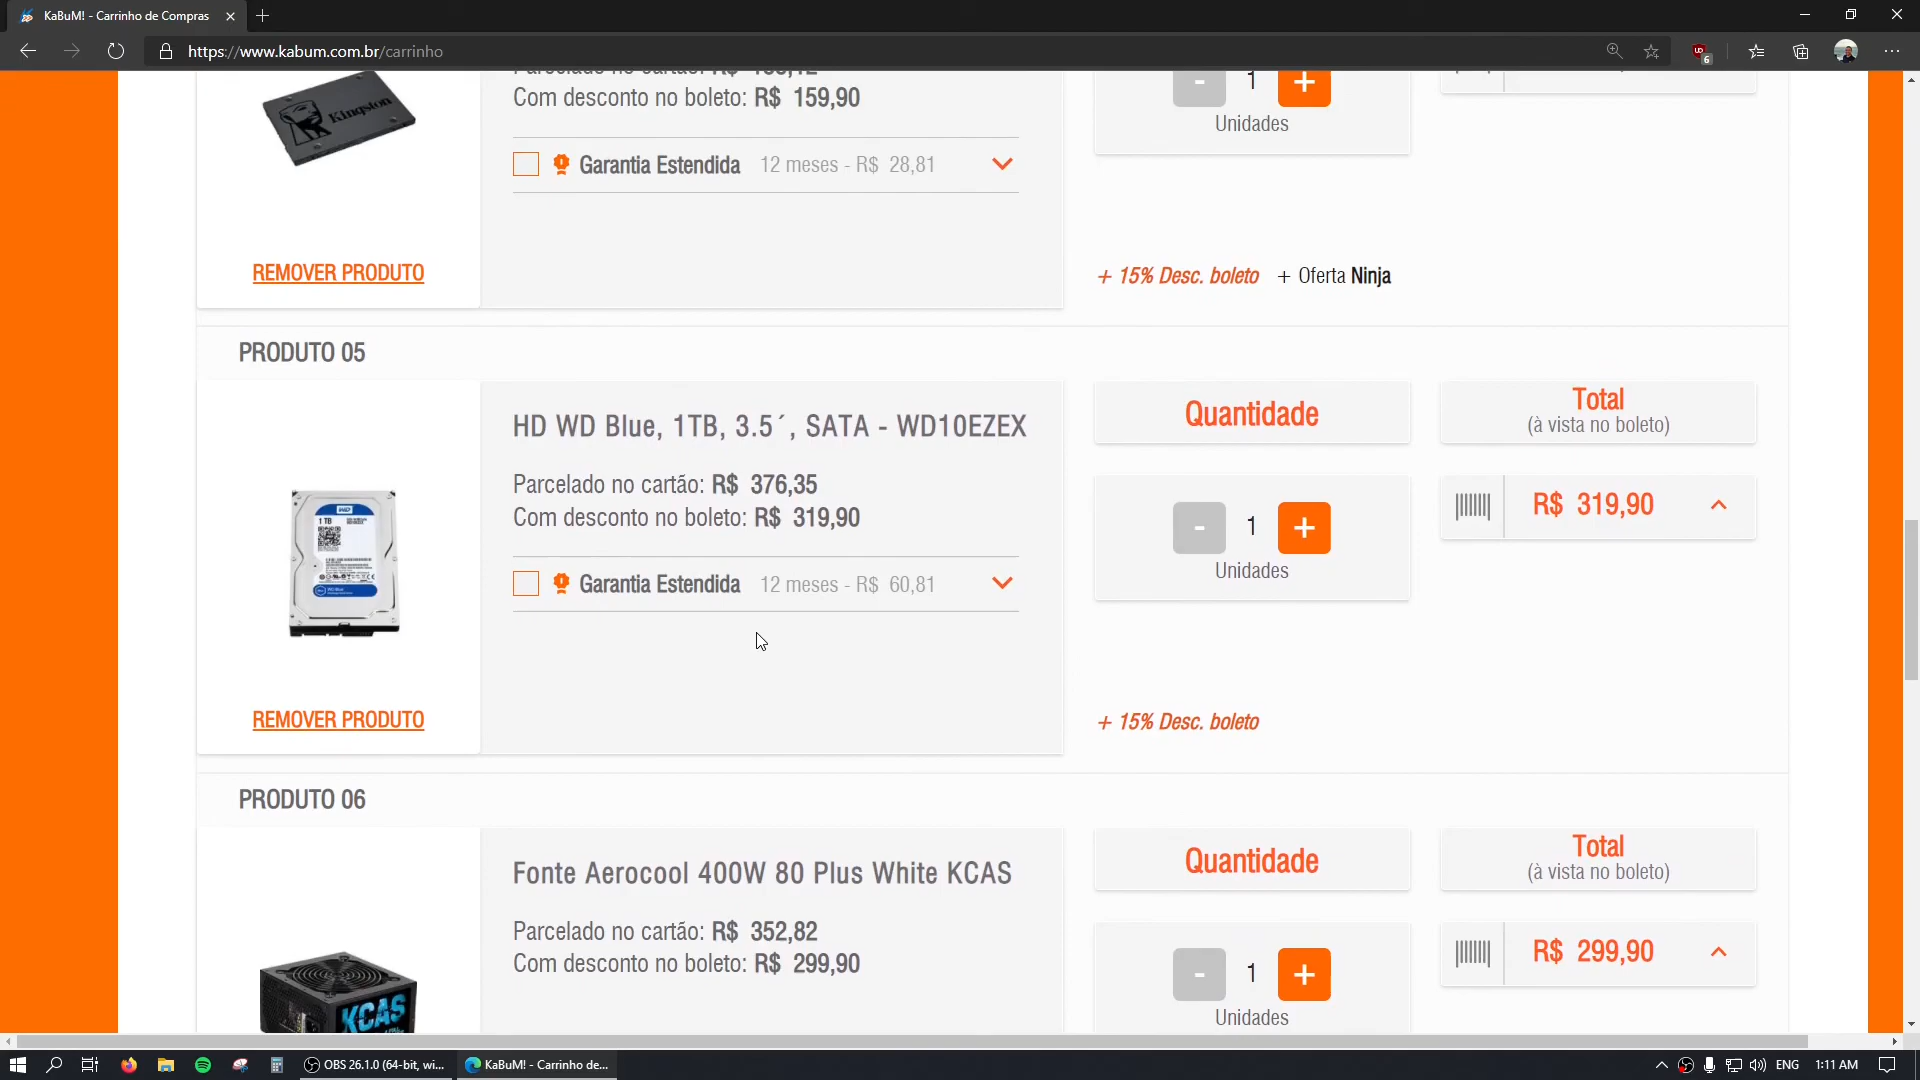 KaBuM! - Carrinho de Compras
https://www.kabum.com.br/carrinho
6
Com desconto no boleto: R$ 159,90
Kingston
1
Unidades
Garantia Estendida 12 meses - R$ 28,81
REMOVER PRODUTO
+ 15% Desc. boleto + Oferta Ninja
PRODUTO 05
HD WD Blue, 1TB, 3.5´, SATA - WD10EZEX
Quantidade
Total
(à vista no boleto)
Parcelado no cartão: R$ 376,35
Com desconto no boleto: R$ 319,90
- 1 +
Unidades
R$ 319,90
WD
1 TB
Garantia Estendida 12 meses - R$ 60,81
REMOVER PRODUTO
+ 15% Desc. boleto
PRODUTO 06
Fonte Aerocool 400W 80 Plus White KCAS
Quantidade
Total
(à vista no boleto)
Parcelado no cartão: R$ 352,82
Com desconto no boleto: R$ 299,90
- 1 +
Unidades
R$ 299,90
KCAS
OBS 26.1.0 (64-bit, wi...
KaBuM! - Carrinho de...
ENG
1:11 AM